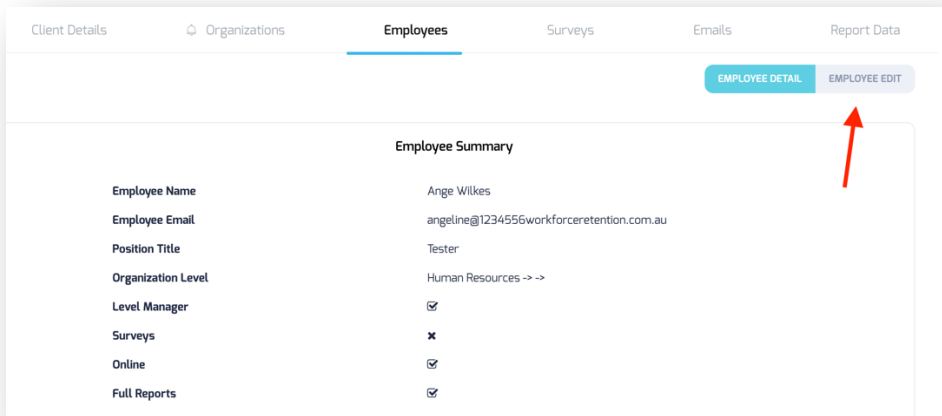 Client Details Organizations Employees Surveys Emails Report Data
EMPLOYEE DETAIL EMPLOYEE EDIT
Employee Summary
Employee Name Ange Wilkes
Employee Email angeline@1234556workforceretention.com.au
Position Title Tester
Organization Level Human Resources -> ->
Level Manager
Surveys
Online
Full Reports